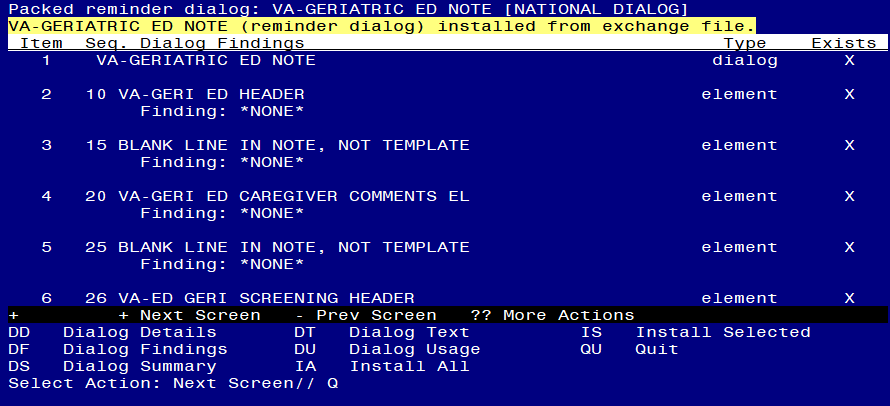 Packed reminder dialog: VA-GERIATRIC ED NOTE [NATIONAL DIALOG]
VA-GERIATRIC ED NOTE (reminder dialog) installed from exchange file.
Item Seq. Dialog Findings Type Exists
1 VA-GERIATRIC ED NOTE dialog X
2 10 VA-GERI ED HEADER element X
Finding: *NONE*
3 15 BLANK LINE IN NOTE, NOT TEMPLATE element X
Finding: *NONE*
4 20 VA-GERI ED CAREGIVER COMMENTS EL element X
Finding: *NONE*
5 25 BLANK LINE IN NOTE, NOT TEMPLATE element X
Finding: *NONE*
6 26 VA-ED GERI SCREENING HEADER element X
+ + Next Screen - Prev Screen ?? More Actions
DD Dialog Details DT Dialog Text IS Install Selected
DF Dialog Findings DU Dialog Usage QU Quit
DS Dialog Summary IA Install All
Select Action: Next Screen// Q